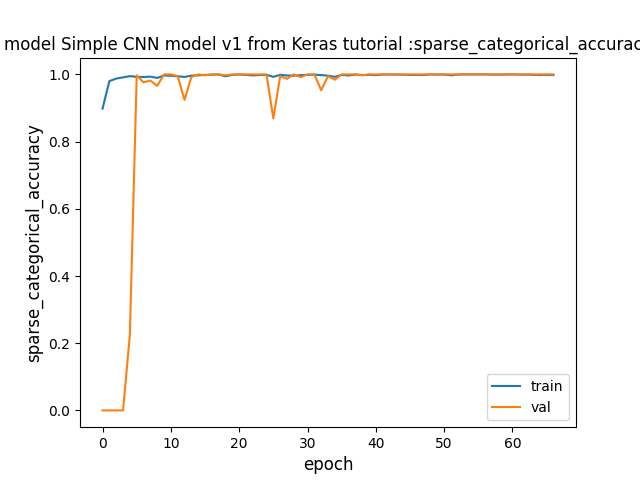 model Simple CNN model v1 from Keras tutorial :sparse_categorical_accurac
1.0
0.8
0.6
0.4
0.2
0.0
sparse_categorical_accuracy
0 10 20 30 40 50 60
epoch
train
val